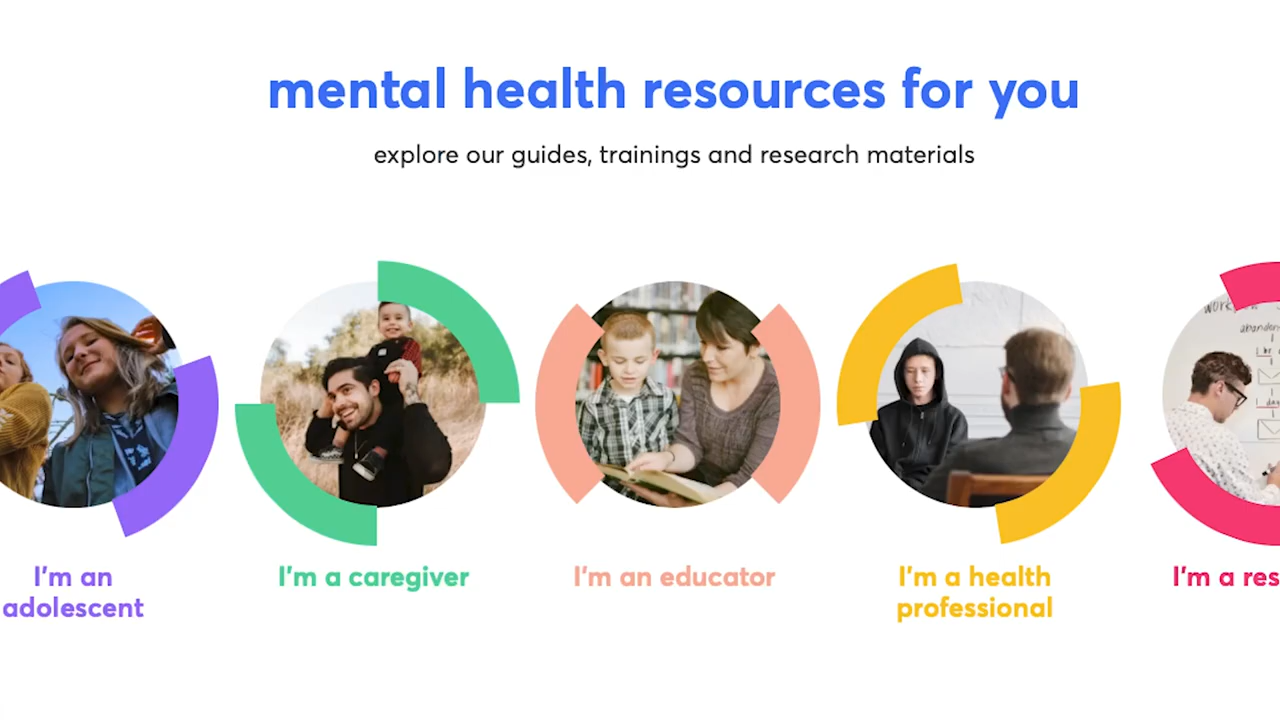 mental health resources for you
explore our guides, trainings and research materials
I'm an
adolescent
I'm a caregiver
I'm an educator
I'm a health
professional
I'm a res